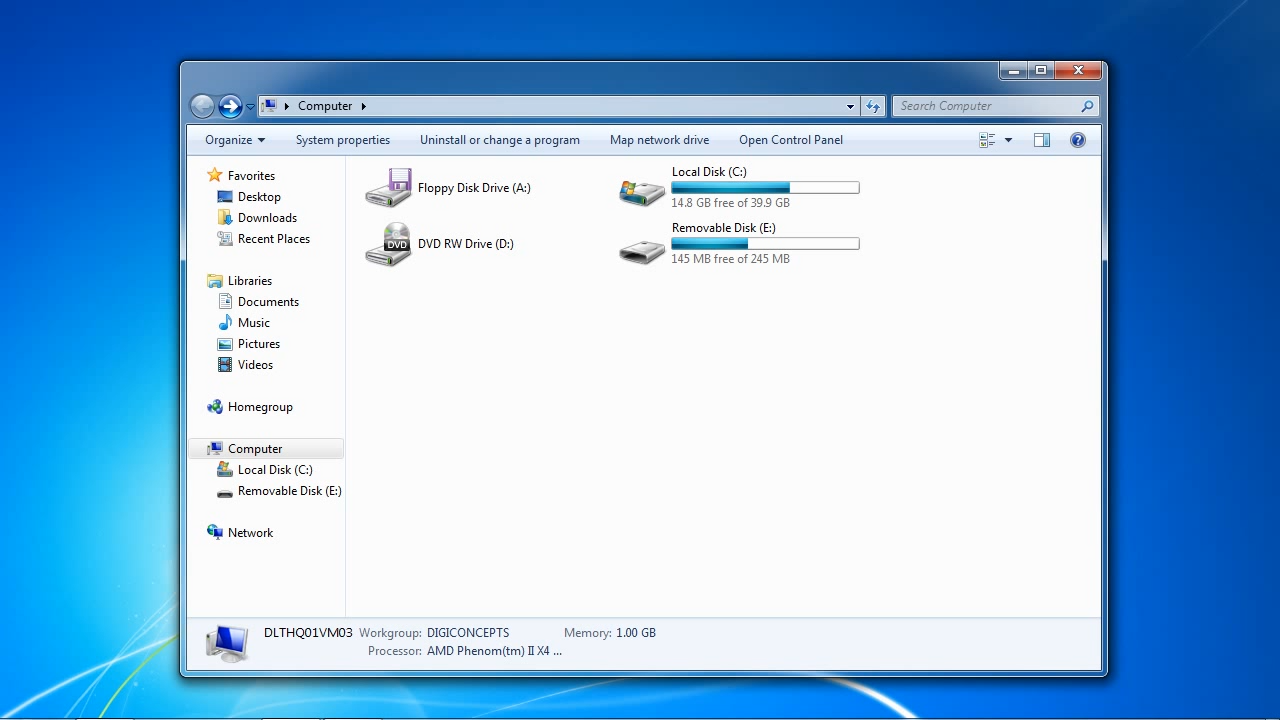 Computer
Search Computer
Organize System properties Uninstall or change a program Map network drive Open Control Panel
Favorites
Desktop
Downloads
Recent Places
Libraries
Documents
Music
Pictures
Videos
Homegroup
Computer
Local Disk (C:)
Removable Disk (E:)
Network
Floppy Disk Drive (A:)
Local Disk (C:)
14.8 GB free of 39.9 GB
DVD
DVD RW Drive (D:)
Removable Disk (E:)
145 MB free of 245 MB
DLTHQ01VM03 Workgroup: DIGICONCEPTS Memory: 1.00 GB
Processor: AMD Phenom(tm) II X4 ...